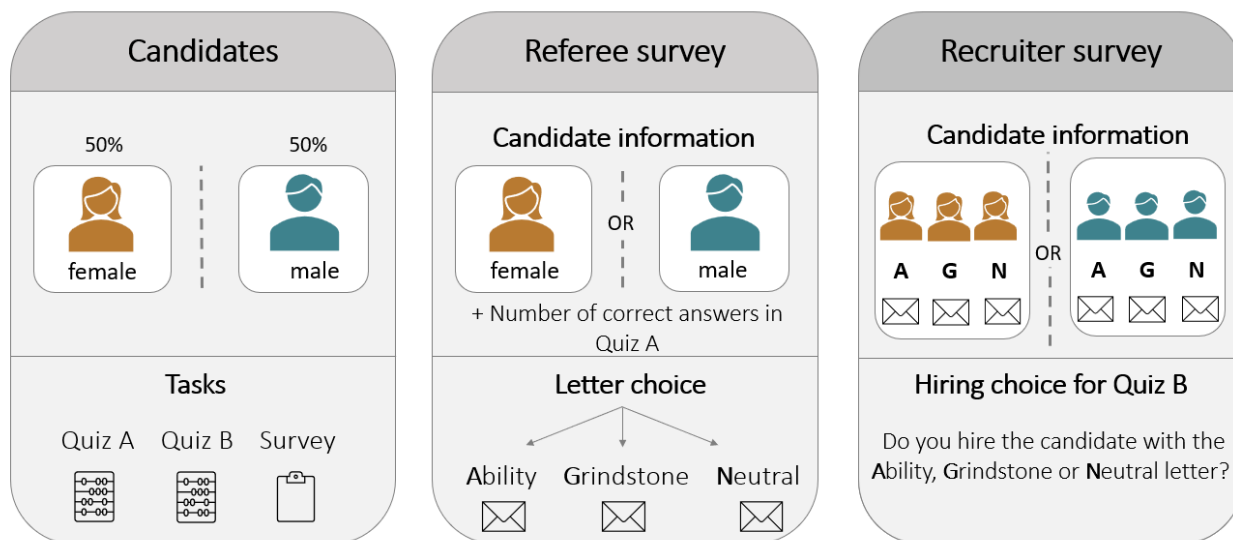 Candidates
50%
50%
female
male
Tasks
Quiz A
Quiz B
Survey
Referee survey
Candidate information
female
OR
male
+ Number of correct answers in
Quiz A
Letter choice
Ability
Grindstone
Neutral
Recruiter survey
Candidate information
A G N
OR
A G N
Hiring choice for Quiz B
Do you hire the candidate with the
Ability, Grindstone or Neutral letter?